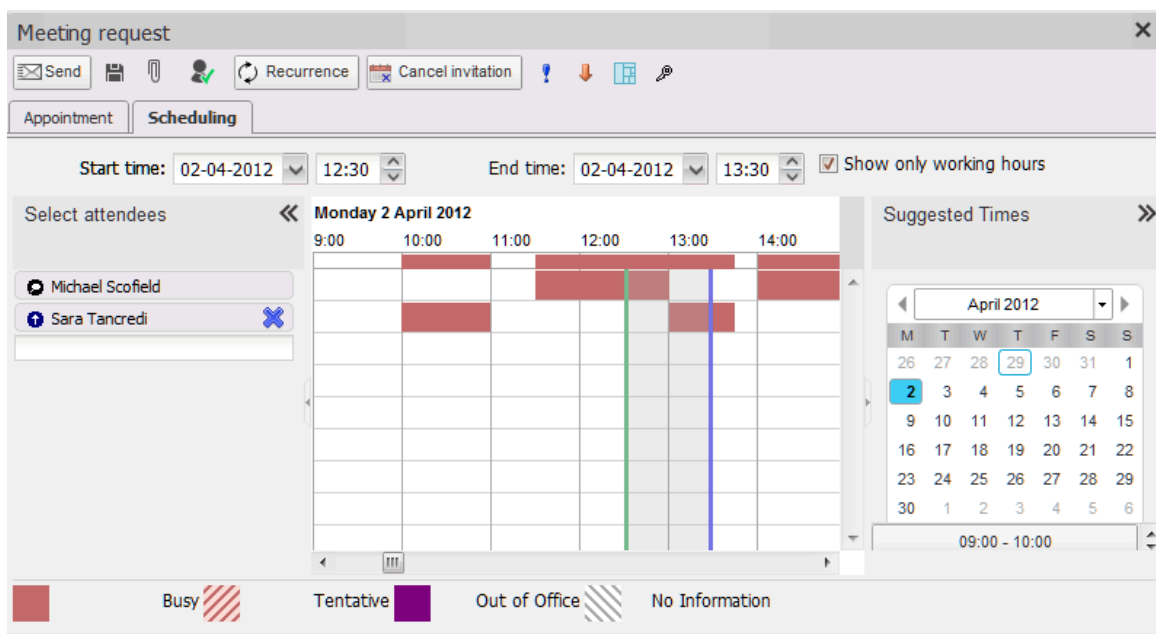 Meeting request
Send Recurrence Cancel invitation
Appointment Scheduling
Start time: 02-04-2012 12:30 End time: 02-04-2012 13:30 Show only working hours
Select attendees
Monday 2 April 2012
9:00 10:00 11:00 12:00 13:00 14:00
Michael Scofield
Sara Tancredi
Suggested Times
April 2012
M T W T F S S
26 27 28 29 30 31 1
2 3 4 5 6 7 8
9 10 11 12 13 14 15
16 17 18 19 20 21 22
23 24 25 26 27 28 29
30 1 2 3 4 5 6
09:00 - 10:00
Busy Tentative Out of Office No Information